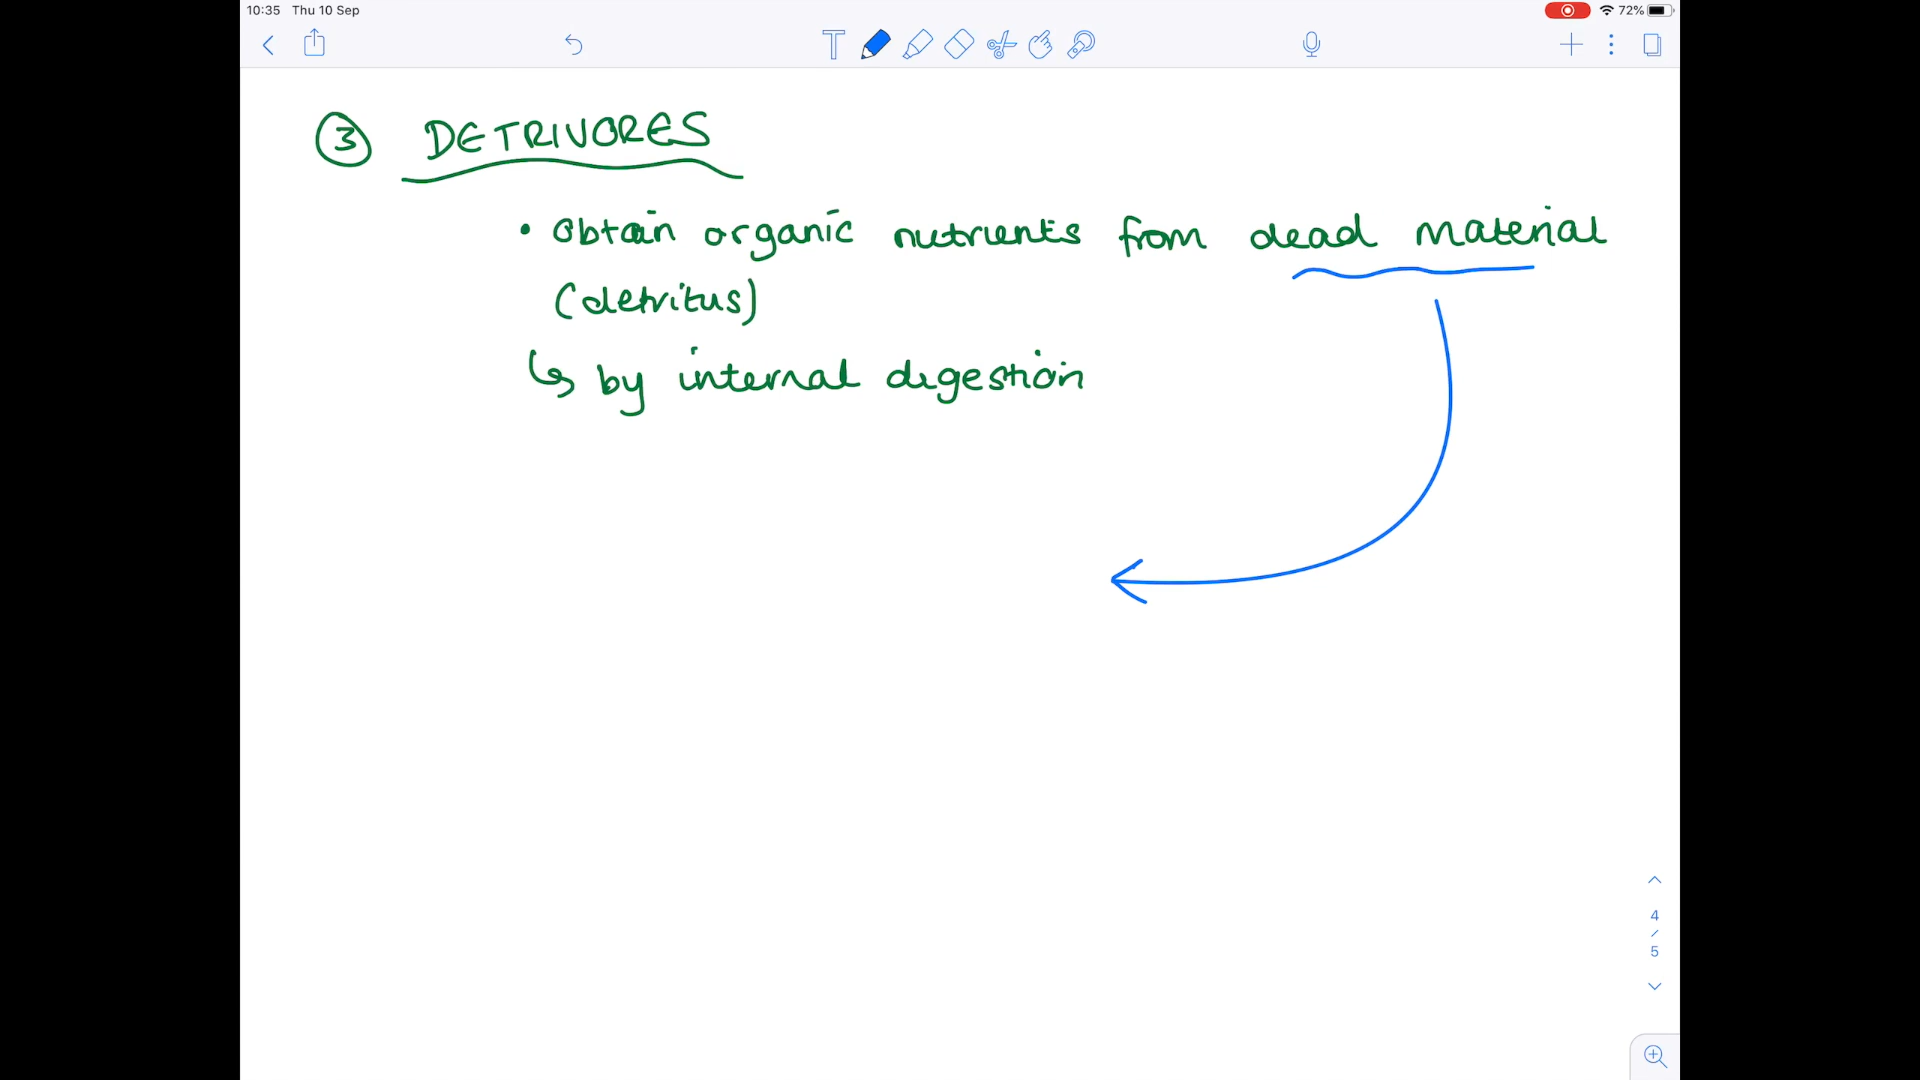 10:35 Thu 10 Sep
72%
T
3 DETRIVORES
• Obtain organic nutrients from dead material
(detritus)
↳ by internal digestion
4
/
5